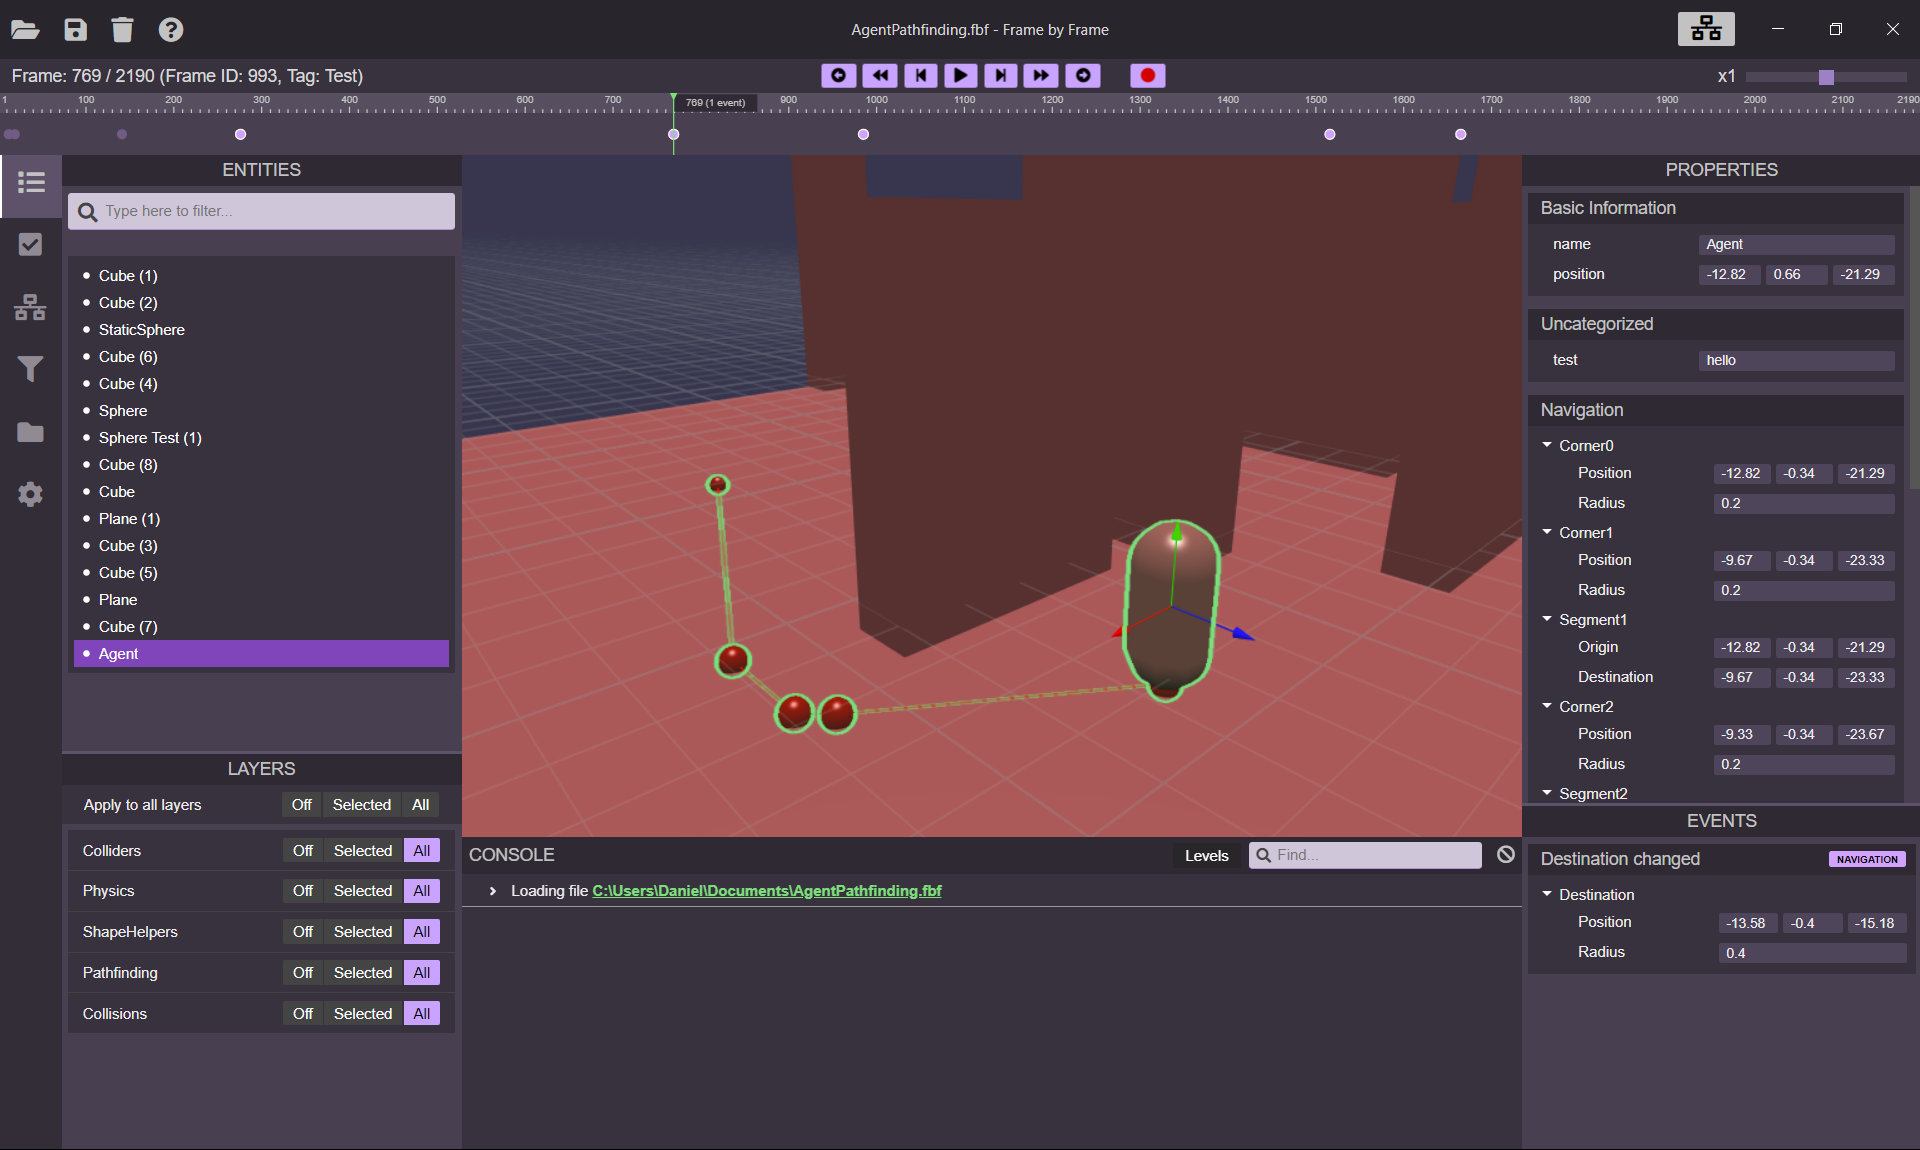 AgentPathfinding.fbf - Frame by Frame
Frame: 769 / 2190 (Frame ID: 993, Tag: Test)
x1
1 100 200 300 400 500 600 700 769 (1 event) 900 1000 1100 1200 1300 1400 1500 1600 1700 1800 1900 2000 2100 2190
ENTITIES
Type here to filter...
Cube (1)
Cube (2)
StaticSphere
Cube (6)
Cube (4)
Sphere
Sphere Test (1)
Cube (8)
Cube
Plane (1)
Cube (3)
Cube (5)
Plane
Cube (7)
Agent
LAYERS
Apply to all layers Off Selected All
Colliders Off Selected All
Physics Off Selected All
ShapeHelpers Off Selected All
Pathfinding Off Selected All
Collisions Off Selected All
CONSOLE Levels Find...
Loading file C:\Users\Daniel\Documents\AgentPathfinding.fbf
PROPERTIES
Basic Information
name Agent
position -12.82 0.66 -21.29
Uncategorized
test hello
Navigation
Corner0
Position -12.82 -0.34 -21.29
Radius 0.2
Corner1
Position -9.67 -0.34 -23.33
Radius 0.2
Segment1
Origin -12.82 -0.34 -21.29
Destination -9.67 -0.34 -23.33
Corner2
Position -9.33 -0.34 -23.67
Radius 0.2
Segment2
EVENTS
Destination changed NAVIGATION
Destination
Position -13.58 -0.4 -15.18
Radius 0.4